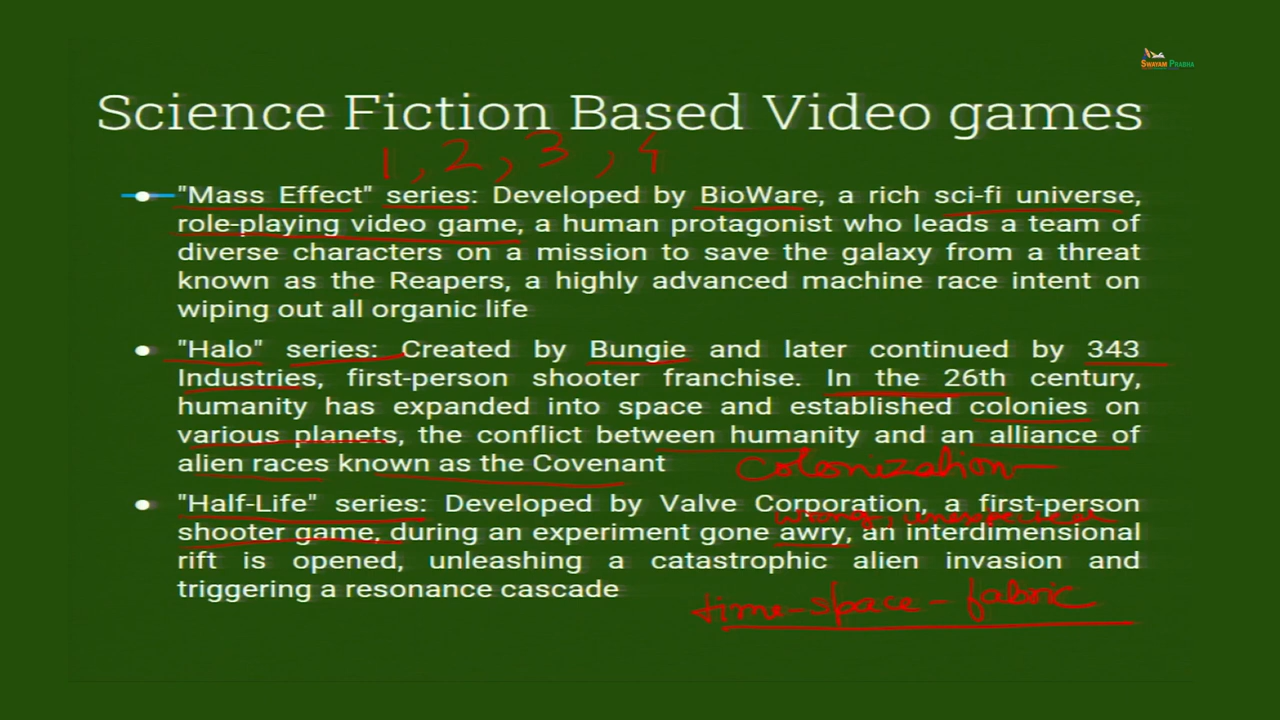 SWAYAM PRABHA
Science Fiction Based Video games
1, 2, 3, 4
• "Mass Effect" series: Developed by BioWare, a rich sci-fi universe,
role-playing video game, a human protagonist who leads a team of
diverse characters on a mission to save the galaxy from a threat
known as the Reapers, a highly advanced machine race intent on
wiping out all organic life
• "Halo" series: Created by Bungie and later continued by 343
Industries, first-person shooter franchise. In the 26th century,
humanity has expanded into space and established colonies on
various planets, the conflict between humanity and an alliance of
alien races known as the Covenant
Colonization
• "Half-Life" series: Developed by Valve Corporation, a first-person
wrong, unexpected
shooter game, during an experiment gone awry, an interdimensional
rift is opened, unleashing a catastrophic alien invasion and
triggering a resonance cascade
time-space-fabric